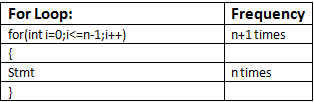 For Loop: Frequency
for(int i=0;i<=n-1;i++) n+1 times
{
Stmt n times
}